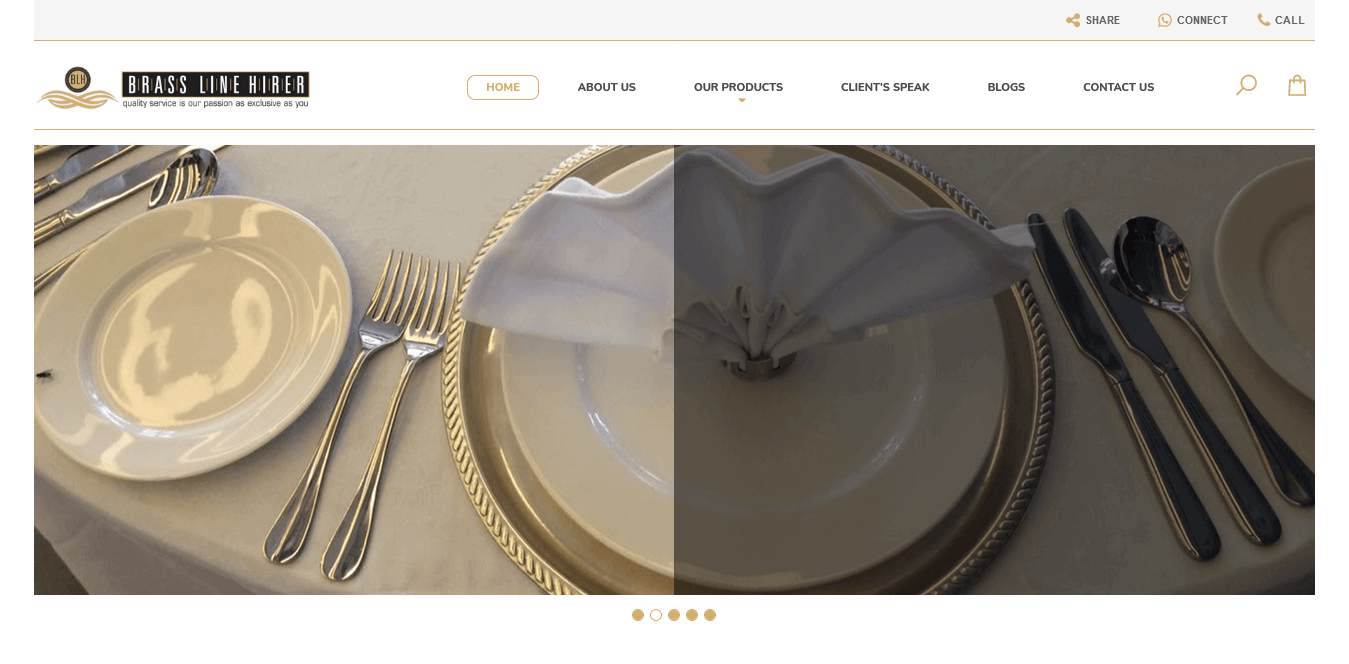 SHARE
CONNECT
CALL
BLH
BRASS LINE HIRER
quality service is our passion as exclusive as you
HOME
ABOUT US
OUR PRODUCTS
CLIENT'S SPEAK
BLOGS
CONTACT US